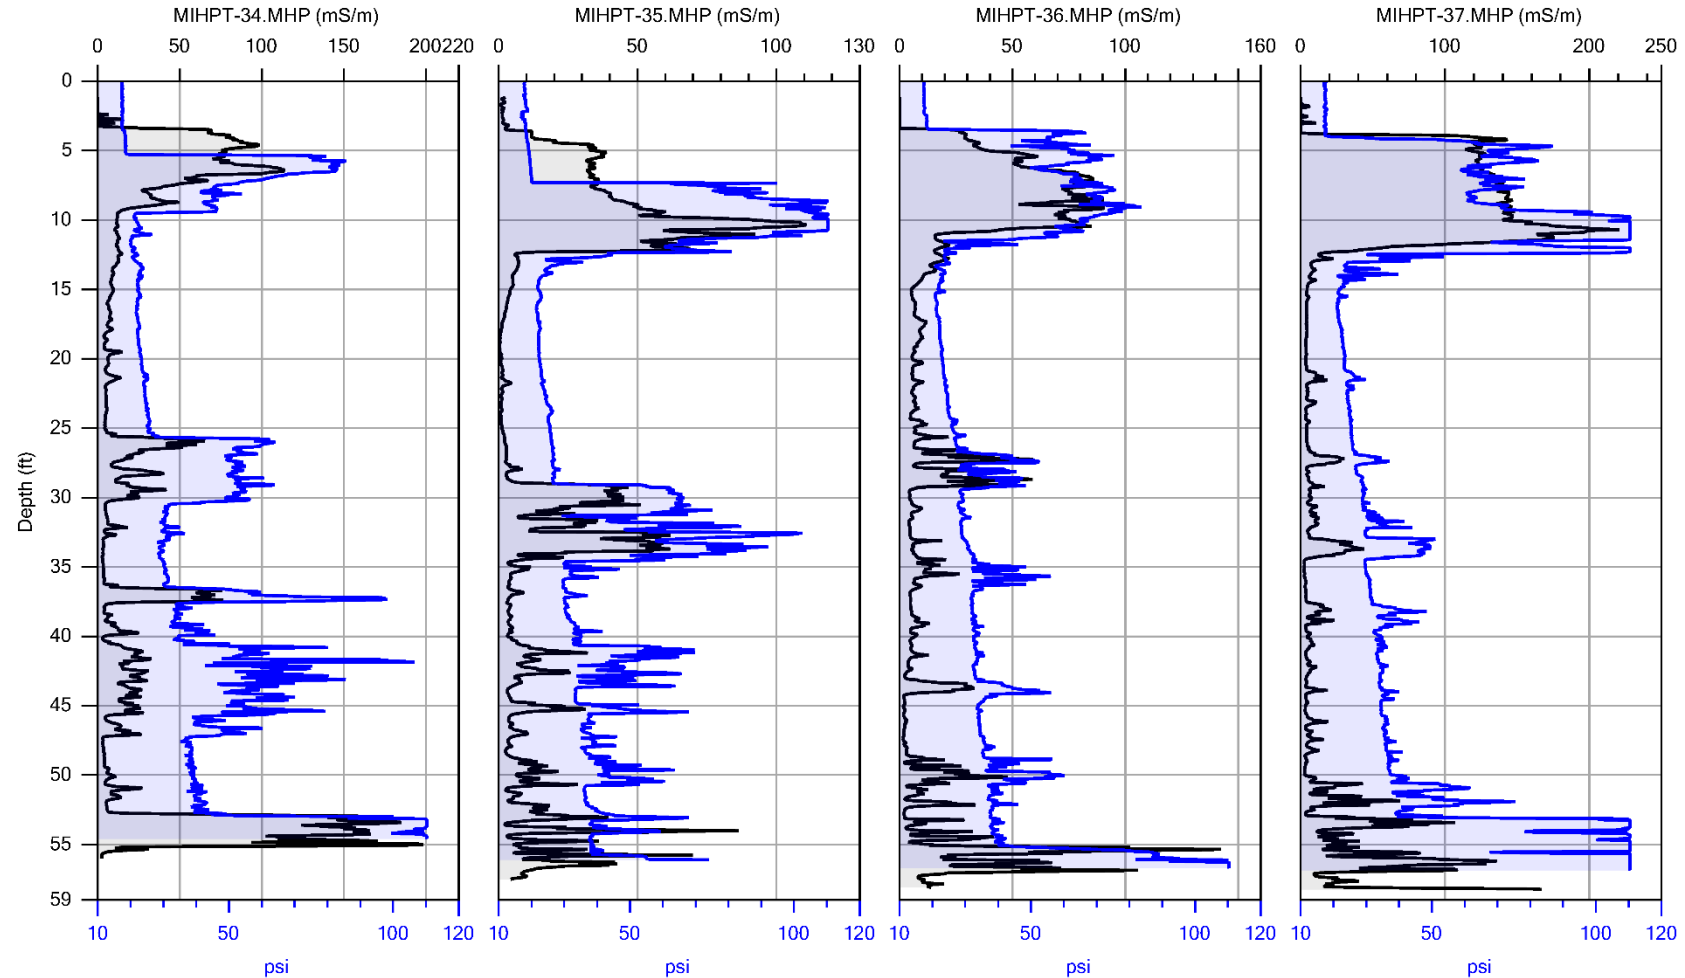 MIHPT-34.MHP (mS/m) MIHPT-35.MHP (mS/m) MIHPT-36.MHP (mS/m) MIHPT-37.MHP (mS/m)
0 50 100 150 200 220 0 50 100 130 0 50 100 160 0 100 200 250
0
5
10
15
20
25
30
35
40
45
50
55
59
Depth (ft)
10 50 100 120 10 50 100 120 10 50 100 120 10 50 100 120
psi psi psi psi